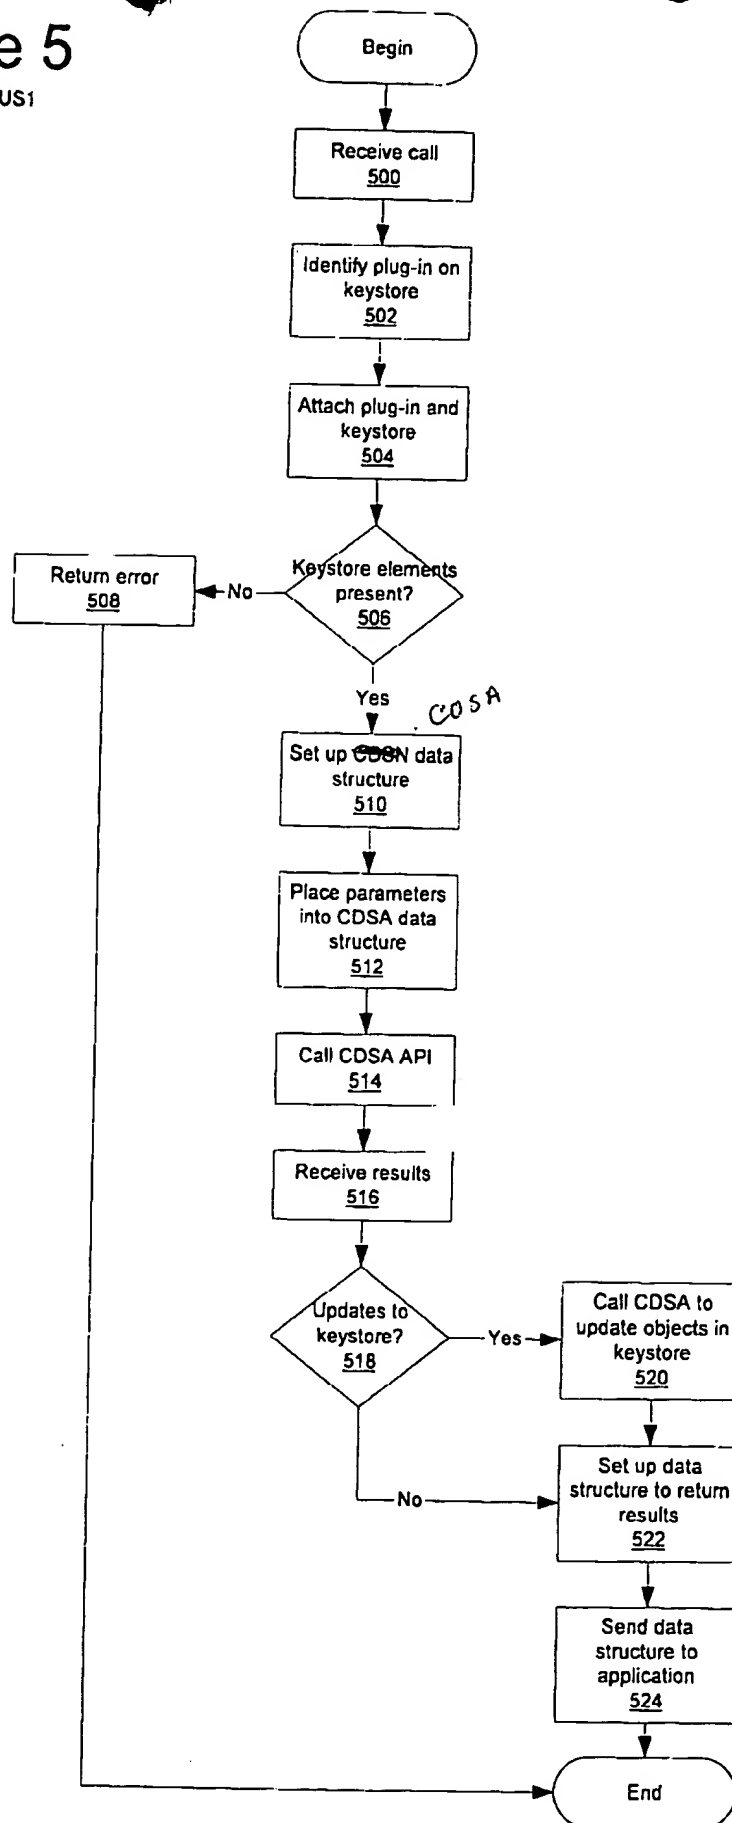 e 5
US1
Begin
Receive call
500
Identify plug-in on
keystore
502
Attach plug-in and
keystore
504
Keystore elements
present?
506
No
Return error
508
Yes
COSA
Set up CDSN data
structure
510
Place parameters
into CDSA data
structure
512
Call CDSA API
514
Receive results
516
Updates to
keystore?
518
Yes
Call CDSA to
update objects in
keystore
520
No
Set up data
structure to return
results
522
Send data
structure to
application
524
End